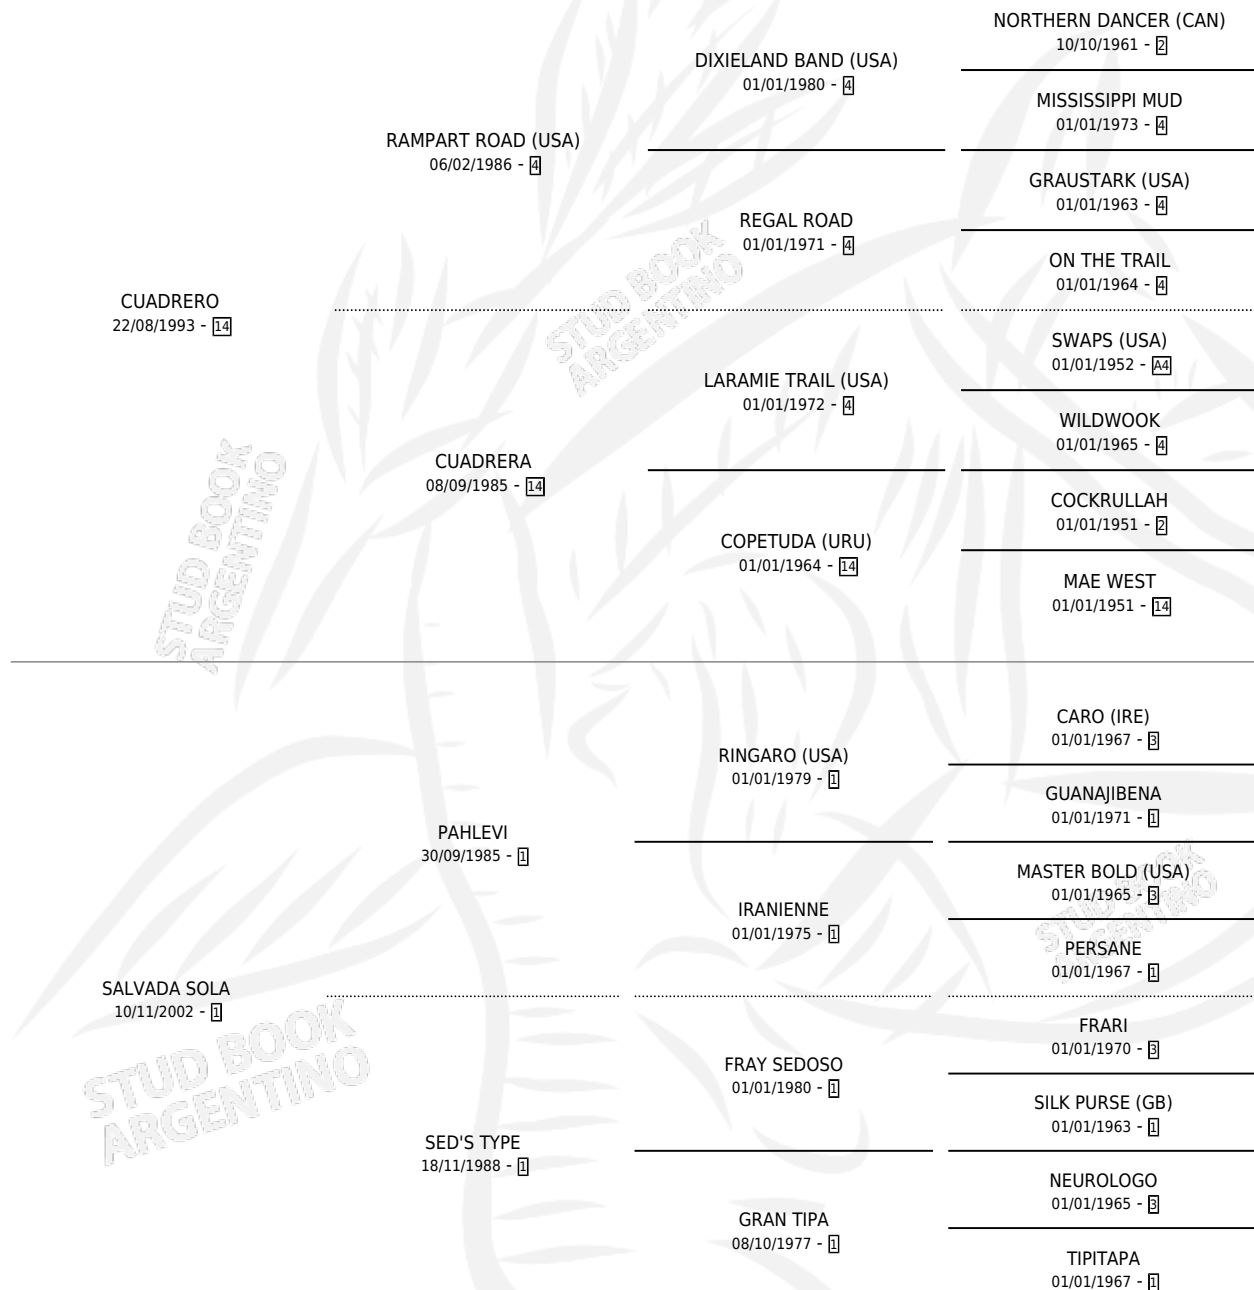 NORTHERN DANCER (CAN)
10/10/1961 - 2
DIXIELAND BAND (USA)
01/01/1980 - 4
MISSISSIPPI MUD
01/01/1973 - 4
RAMPART ROAD (USA)
06/02/1986 - 4
GRAUSTARK (USA)
01/01/1963 - 4
REGAL ROAD
01/01/1971 - 4
ON THE TRAIL
01/01/1964 - 4
CUADRERO
22/08/1993 - 14
STUD BOOK
ARGENTINO
SWAPS (USA)
01/01/1952 - A4
LARAMIE TRAIL (USA)
01/01/1972 - 4
WILDWOOK
01/01/1965 - 4
CUADRERA
08/09/1985 - 14
COCKRULLAH
01/01/1951 - 2
COPETUDA (URU)
01/01/1964 - 14
MAE WEST
01/01/1951 - 14
STUD BOOK
ARGENTINO
CARO (IRE)
01/01/1967 - 3
RINGARO (USA)
01/01/1979 - 1
GUANAJIBENA
01/01/1971 - 1
PAHLEVI
30/09/1985 - 1
MASTER BOLD (USA)
01/01/1965 - 3
IRANIENNE
01/01/1975 - 1
PERSANE
01/01/1967 - 1
STUD BOOK
ARGENTINO
SALVADA SOLA
10/11/2002 - 1
STUD BOOK
ARGENTINO
FRARI
01/01/1970 - 3
FRAY SEDOSO
01/01/1980 - 1
SILK PURSE (GB)
01/01/1963 - 1
SED'S TYPE
18/11/1988 - 1
NEUROLOGO
01/01/1965 - 3
GRAN TIPA
08/10/1977 - 1
TIPITAPA
01/01/1967 - 1